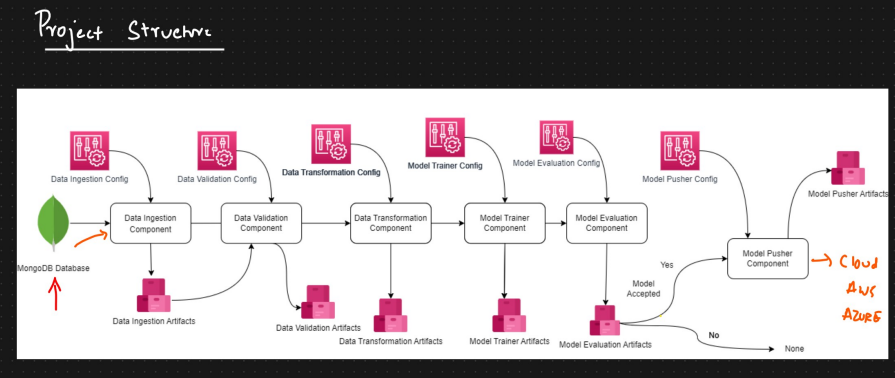 Project Structure
Data Ingestion Config
Data Validation Config
Data Transformation Config
Model Trainer Config
Model Evaluation Config
Model Pusher Config
Model Pusher Artifacts
MongoDB Database
Data Ingestion
Component
Data Validation
Component
Data Transformation
Component
Model Trainer
Component
Model Evaluation
Component
Model Pusher
Component
Cloud
AWS
AZURE
Yes
Model
Accepted
No
None
Data Ingestion Artifacts
Data Validation Artifacts
Data Transformation Artifacts
Model Trainer Artifacts
Model Evaluation Artifacts